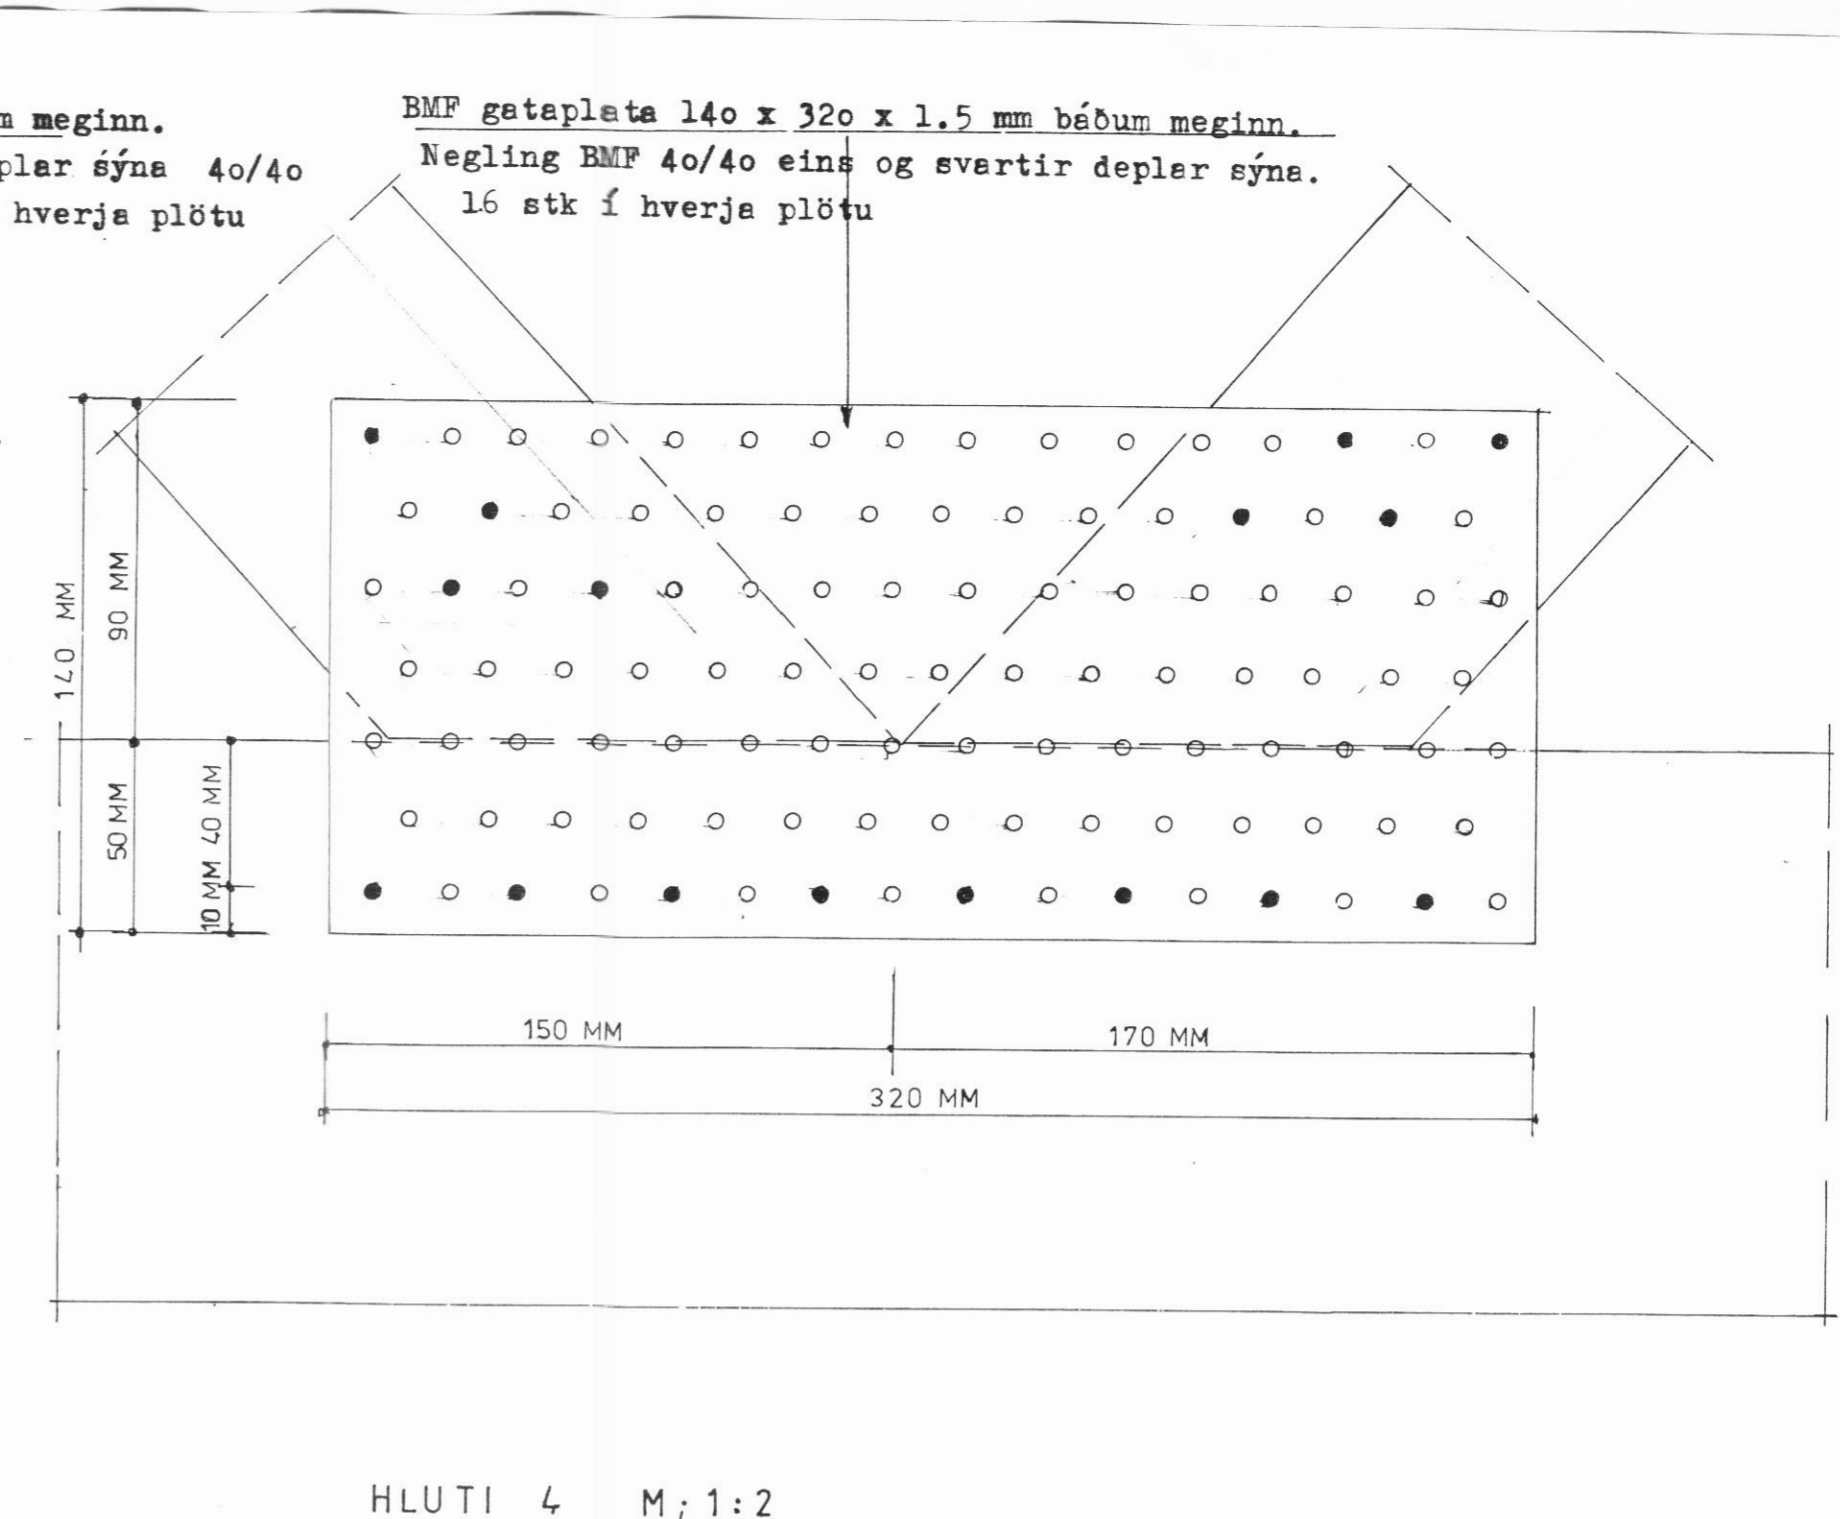 m meginn.
plar sýna 4o/4o
hverja plötu
BMF gataplata 14o x 32o x 1.5 mm báðum meginn.
Negling BMF 4o/4o eins og svartir deplar sýna.
16 stk í hverja plötu
140 MM
90 MM
50 MM
40 MM
10 MM
150 MM
170 MM
320 MM
HLUTI 4 M; 1:2